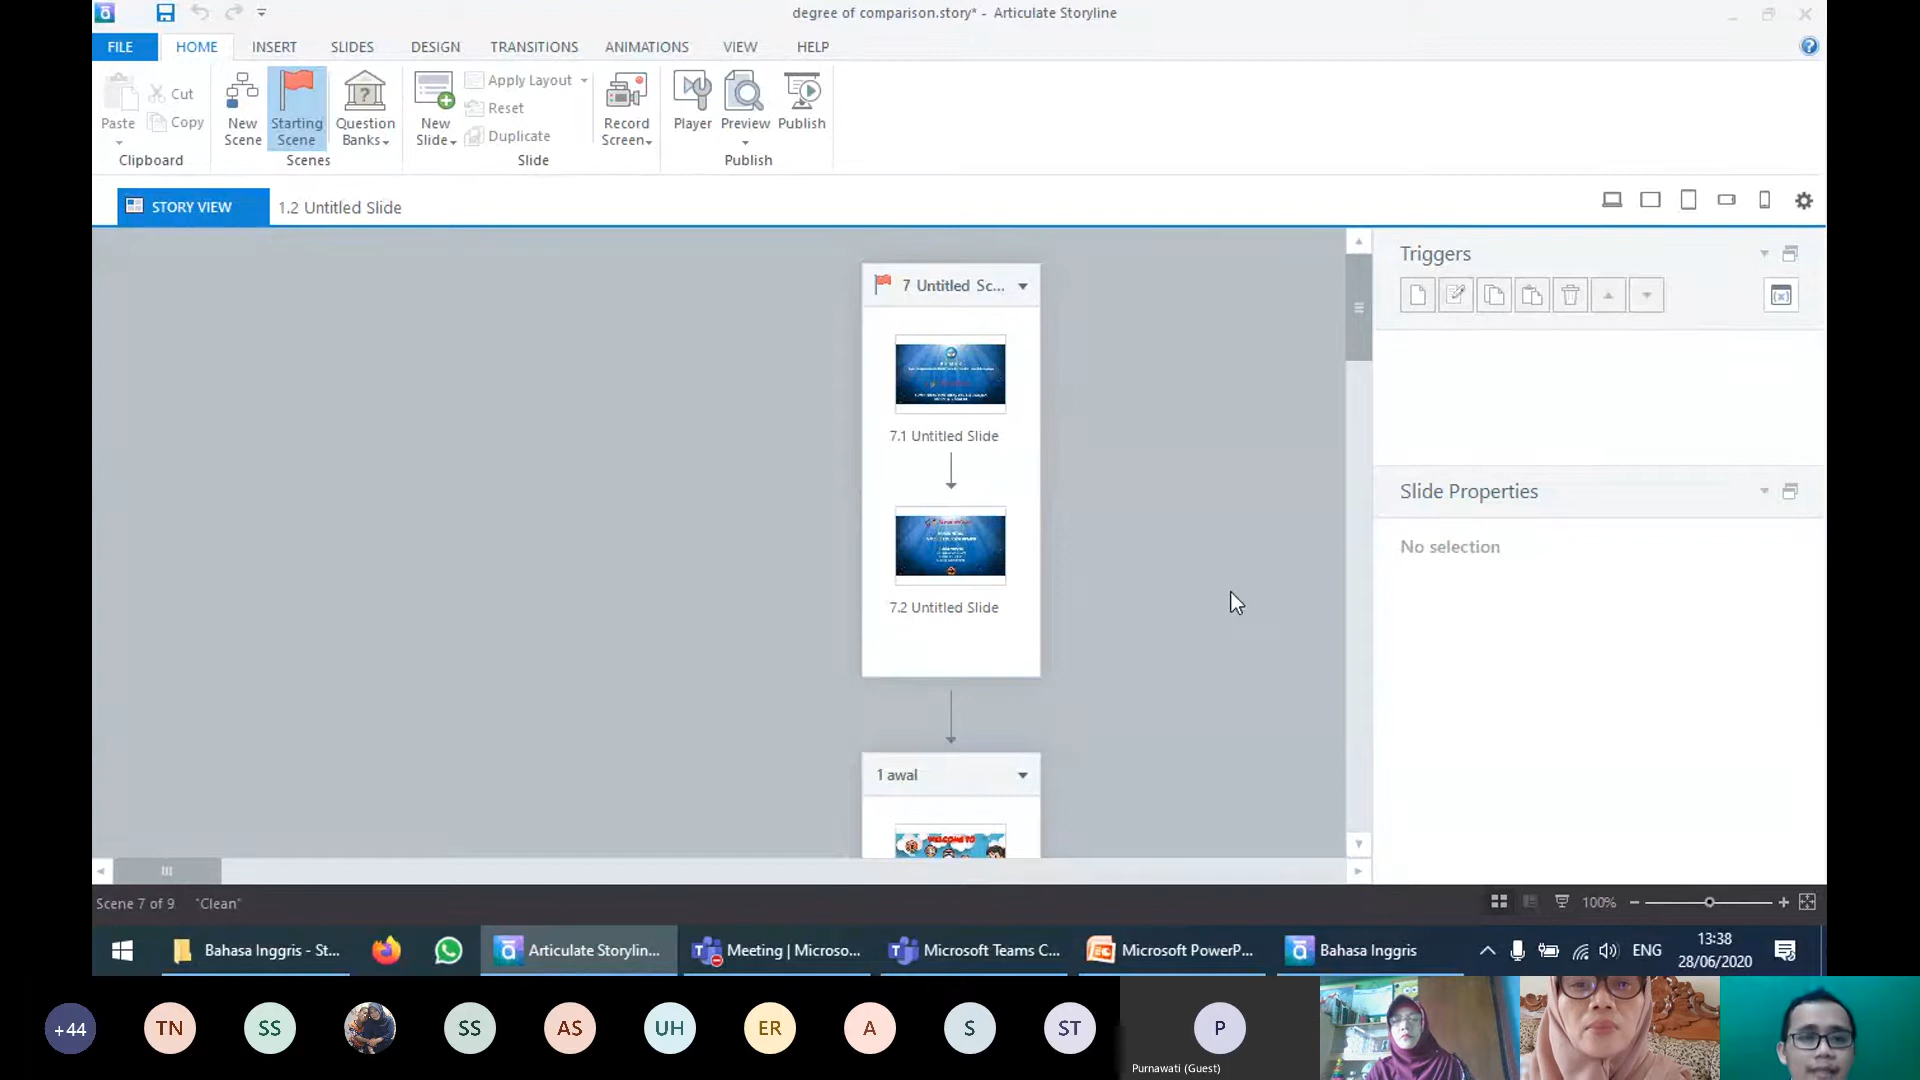 degree of comparison.story* - Articulate Storyline
FILE
HOME
INSERT
SLIDES
DESIGN
TRANSITIONS
ANIMATIONS
VIEW
HELP
Paste
Cut
Copy
Clipboard
New Scene
Starting Scene
Question Banks
Scenes
New Slide
Apply Layout
Reset
Duplicate
Slide
Record Screen
Player
Preview
Publish
Publish
STORY VIEW
1.2 Untitled Slide
7 Untitled Sc...
7.1 Untitled Slide
7.2 Untitled Slide
1 awal
WELCOME TO
Triggers
Slide Properties
No selection
Scene 7 of 9
"Clean"
100%
Bahasa Inggris - St...
Articulate Storylin...
Meeting | Microso...
Microsoft Teams C...
Microsoft PowerP...
Bahasa Inggris
ENG
13:38
28/06/2020
+44
TN
SS
SS
AS
UH
ER
A
S
ST
P
Purnawati (Guest)